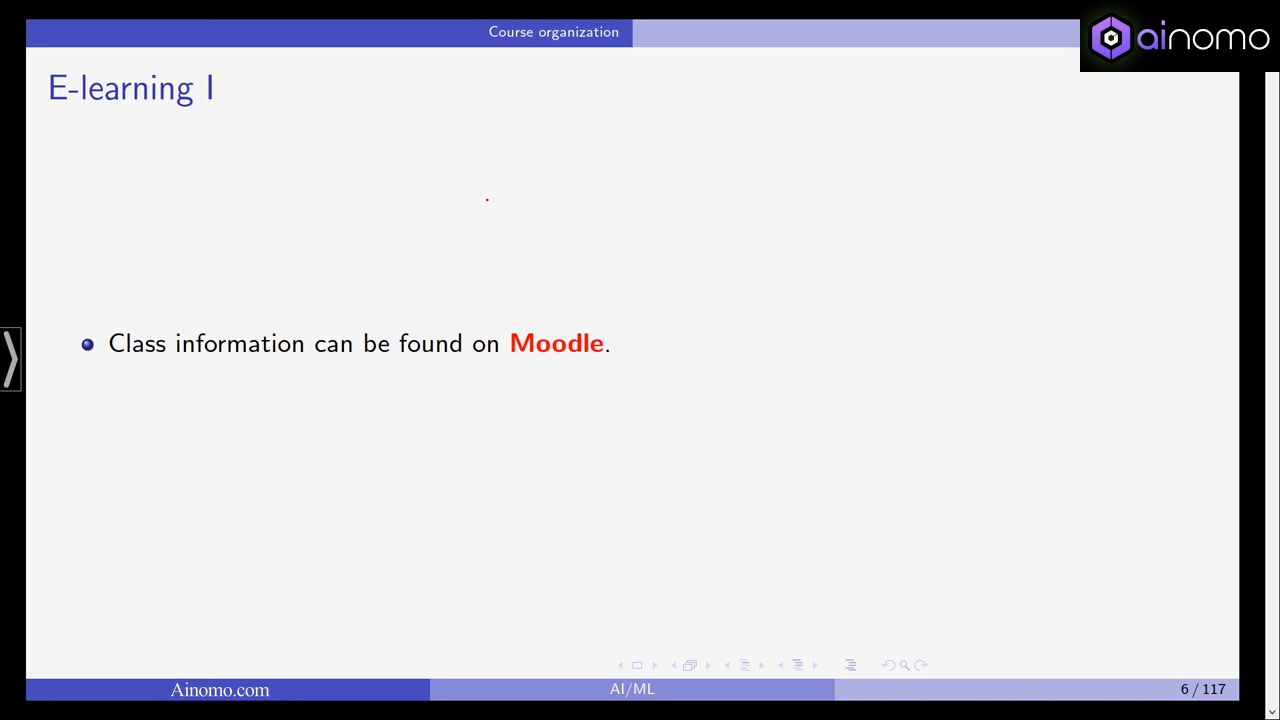 Course organization
ainomo
E-learning I
Class information can be found on Moodle.
Ainomo.com
AI/ML
6 / 117